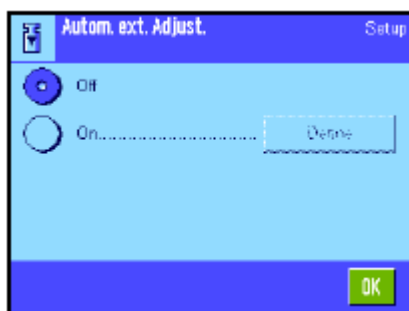 Autom. ext. Adjust. Setup
Off
On................................ Define
OK